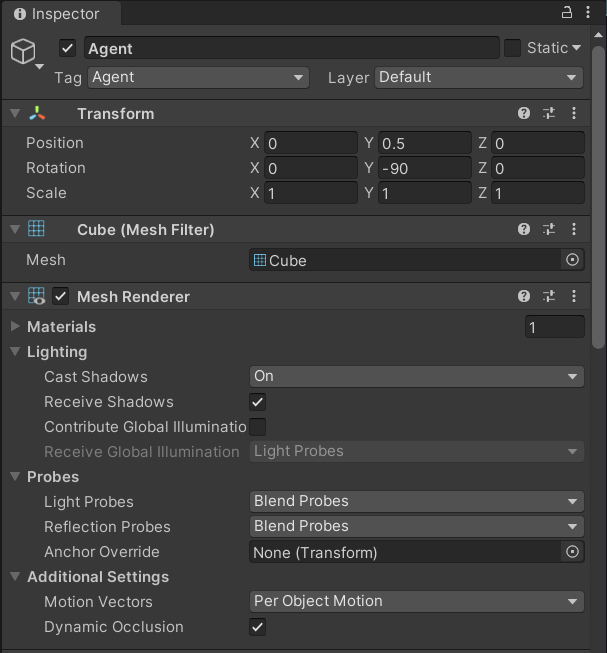 Inspector
Agent
Static
Tag Agent Layer Default
Transform
Position X 0 Y 0.5 Z 0
Rotation X 0 Y -90 Z 0
Scale X 1 Y 1 Z 1
Cube (Mesh Filter)
Mesh Cube
Mesh Renderer
Materials 1
Lighting
Cast Shadows On
Receive Shadows
Contribute Global Illuminatio
Receive Global Illumination Light Probes
Probes
Light Probes Blend Probes
Reflection Probes Blend Probes
Anchor Override None (Transform)
Additional Settings
Motion Vectors Per Object Motion
Dynamic Occlusion